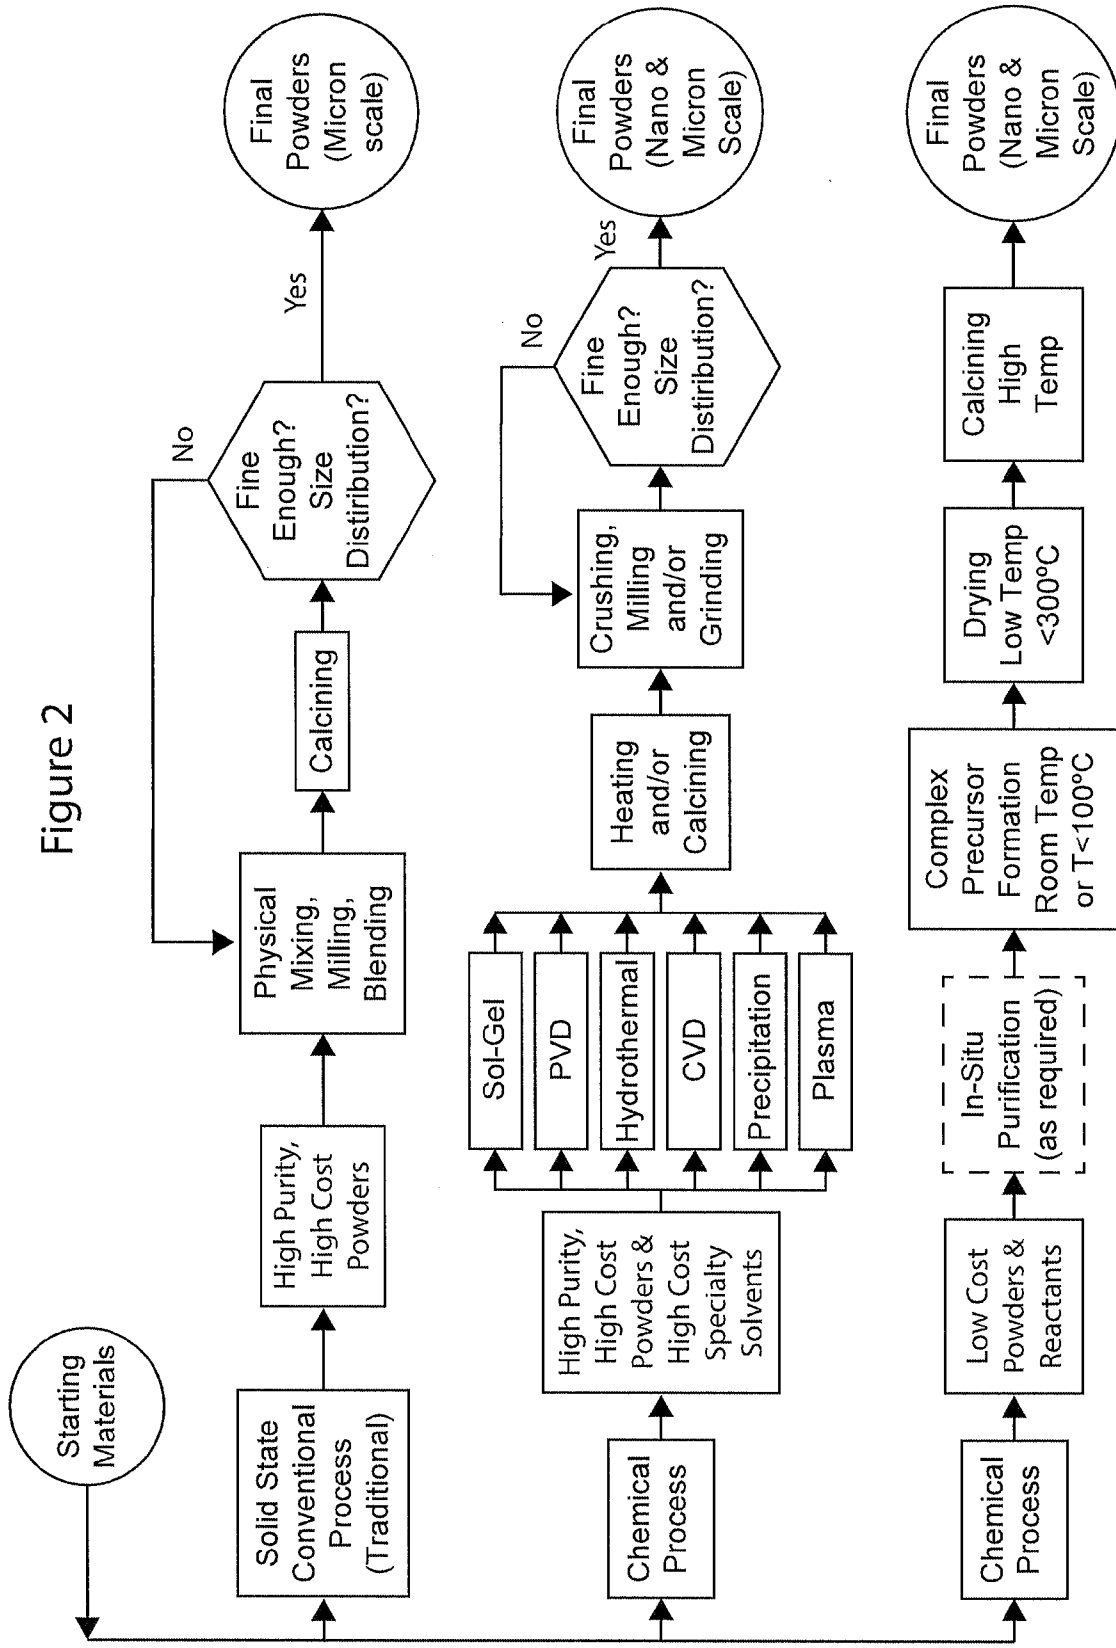 Figure 2
Starting
Materials
Solid State
Conventional
Process
(Traditional)
High Purity,
High Cost
Powders
Physical
Mixing,
Milling,
Blending
Calcining
Fine
Enough?
Size
Distiribution?
No
Yes
Final
Powders
(Micron
scale)
Chemical
Process
High Purity,
High Cost
Powders &
High Cost
Specialty
Solvents
Sol-Gel
PVD
Hydrothermal
CVD
Precipitation
Plasma
Heating
and/or
Calcining
Crushing,
Milling
and/or
Grinding
Fine
Enough?
Size
Distiribution?
No
Yes
Final
Powders
(Nano &
Micron
Scale)
Chemical
Process
Low Cost
Powders &
Reactants
In-Situ
Purification
(as required)
Complex
Precursor
Formation
Room Temp
or T<100ºC
Drying
Low Temp
<300ºC
Calcining
High
Temp
Final
Powders
(Nano &
Micron
Scale)